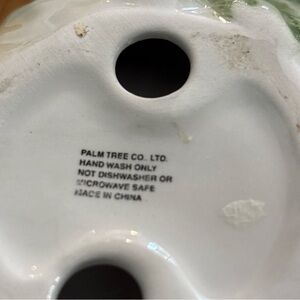 PALM TREE CO., LTD.
HAND WASH ONLY
NOT DISHWASHER OR
MICROWAVE SAFE
MADE IN CHINA